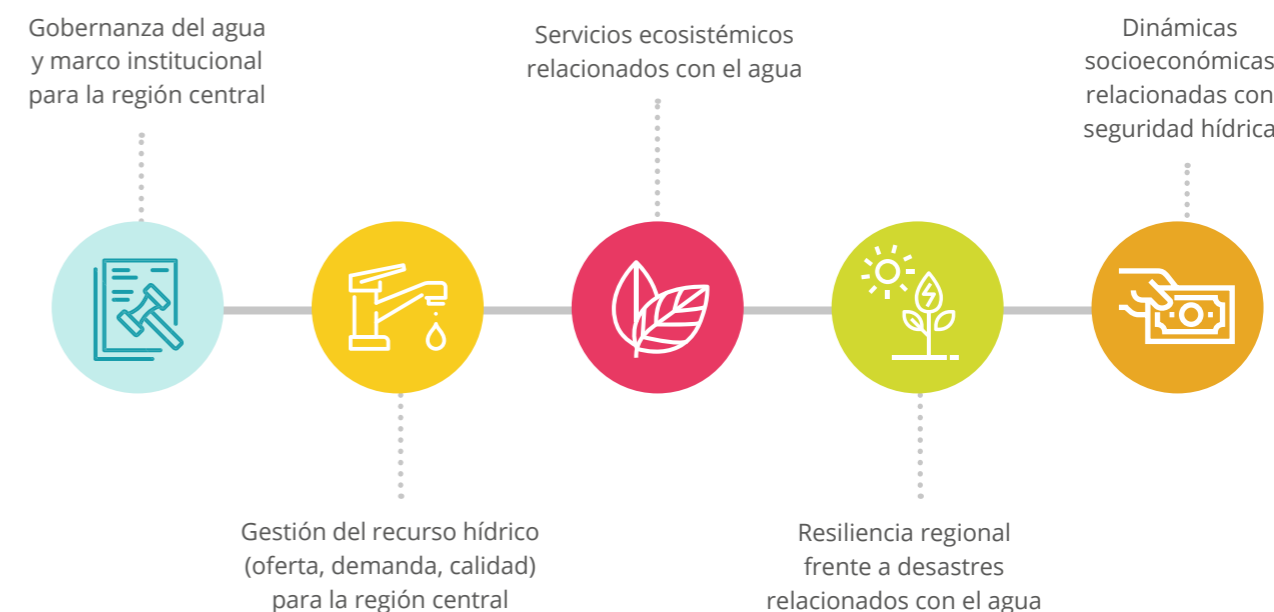 Gobernanza del agua
y marco institucional
para la región central
Gestión del recurso hídrico
(oferta, demanda, calidad)
para la región central
Servicios ecosistémicos
relacionados con el agua
Resiliencia regional
frente a desastres
relacionados con el agua
Dinámicas
socioeconómicas
relacionadas con
seguridad hídrica